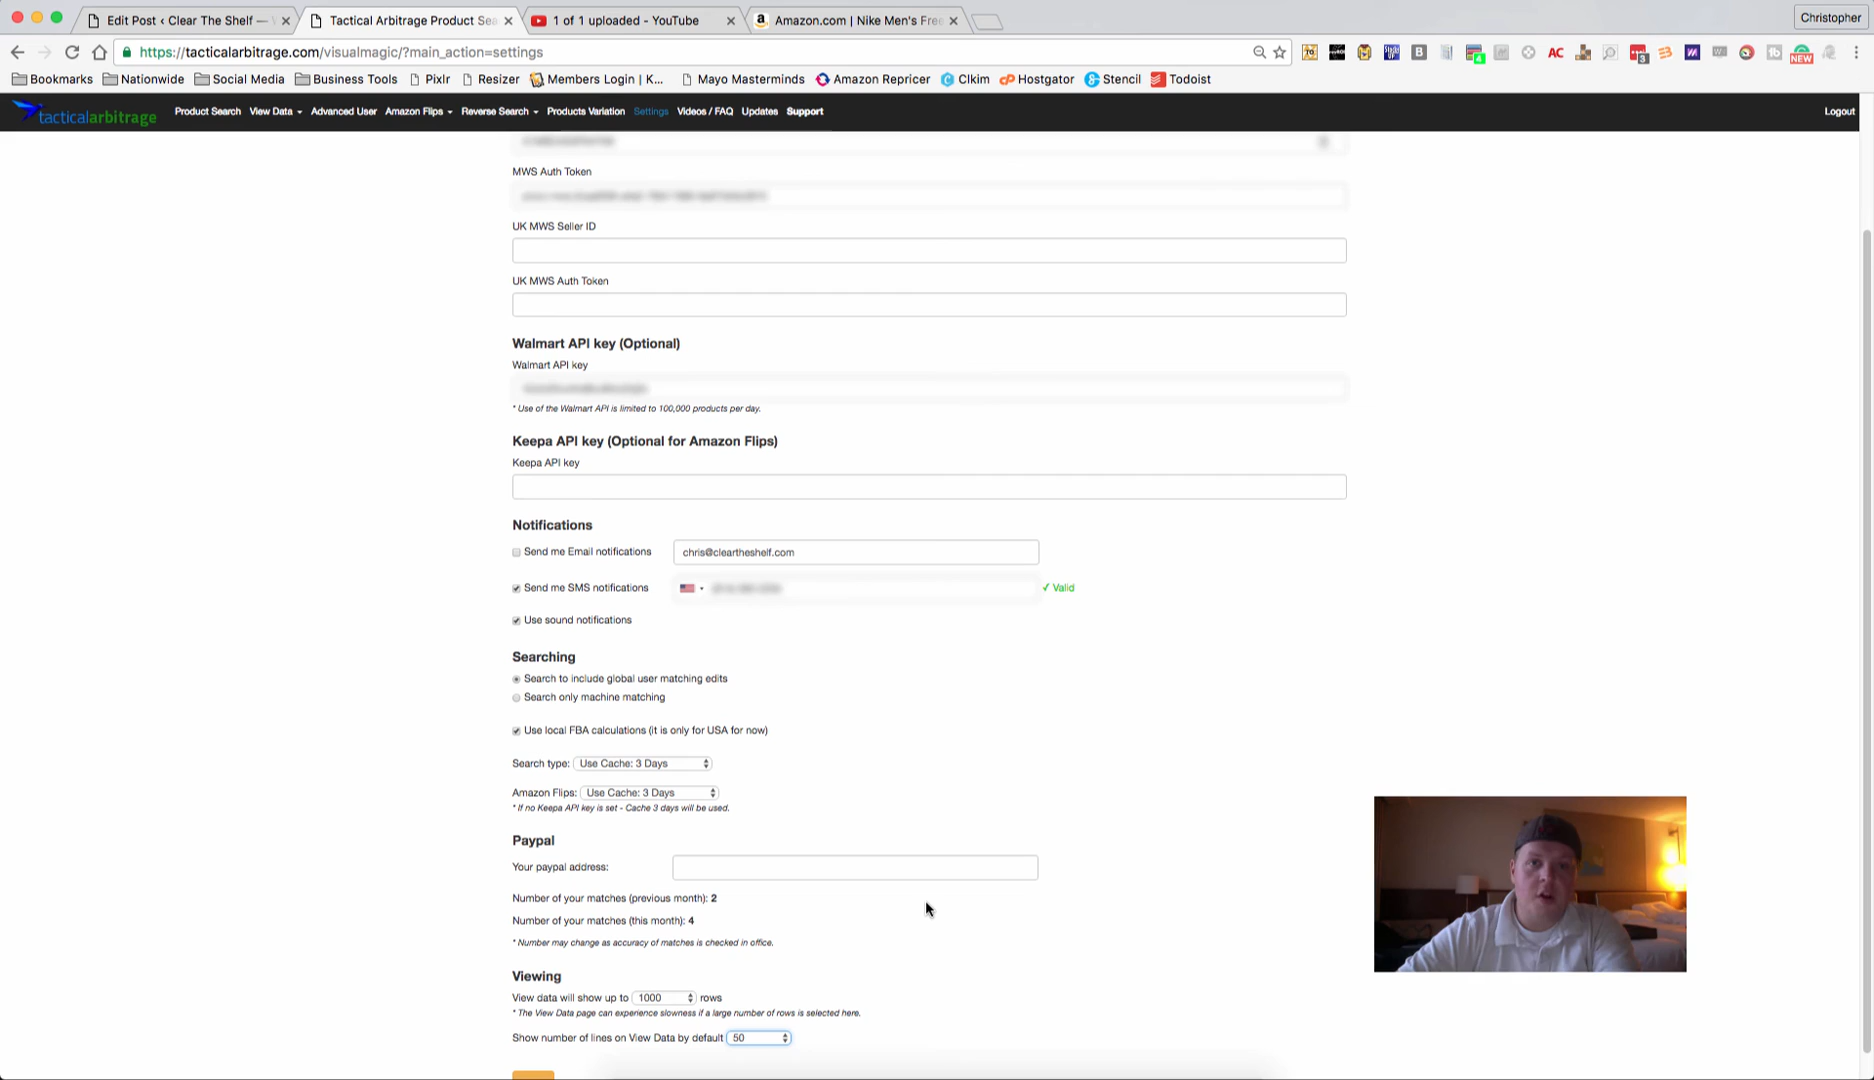 Edit Post ‹ Clear The Shelf —
Tactical Arbitrage Product Sea
1 of 1 uploaded - YouTube
Amazon.com | Nike Men's Free
Christopher
https://tacticalarbitrage.com/visualmagic/?main_action=settings
Bookmarks
Nationwide
Social Media
Business Tools
Pixlr
Resizer
Members Login | K...
Mayo Masterminds
Amazon Repricer
Clkim
Hostgator
Stencil
Todoist
tacticalarbitrage
Product Search
View Data
Advanced User
Amazon Flips
Reverse Search
Products Variation
Settings
Videos / FAQ
Updates
Support
Logout
MWS Auth Token
UK MWS Seller ID
UK MWS Auth Token
Walmart API key (Optional)
Walmart API key
* Use of the Walmart API is limited to 100,000 products per day.
Keepa API key (Optional for Amazon Flips)
Keepa API key
Notifications
Send me Email notifications
chris@cleartheshelf.com
Send me SMS notifications
✓ Valid
Use sound notifications
Searching
Search to include global user matching edits
Search only machine matching
Use local FBA calculations (it is only for USA for now)
Search type: Use Cache: 3 Days
Amazon Flips: Use Cache: 3 Days
* If no Keepa API key is set - Cache 3 days will be used.
Paypal
Your paypal address:
Number of your matches (previous month): 2
Number of your matches (this month): 4
* Number may change as accuracy of matches is checked in office.
Viewing
View data will show up to 1000 rows
* The View Data page can experience slowness if a large number of rows is selected here.
Show number of lines on View Data by default 50